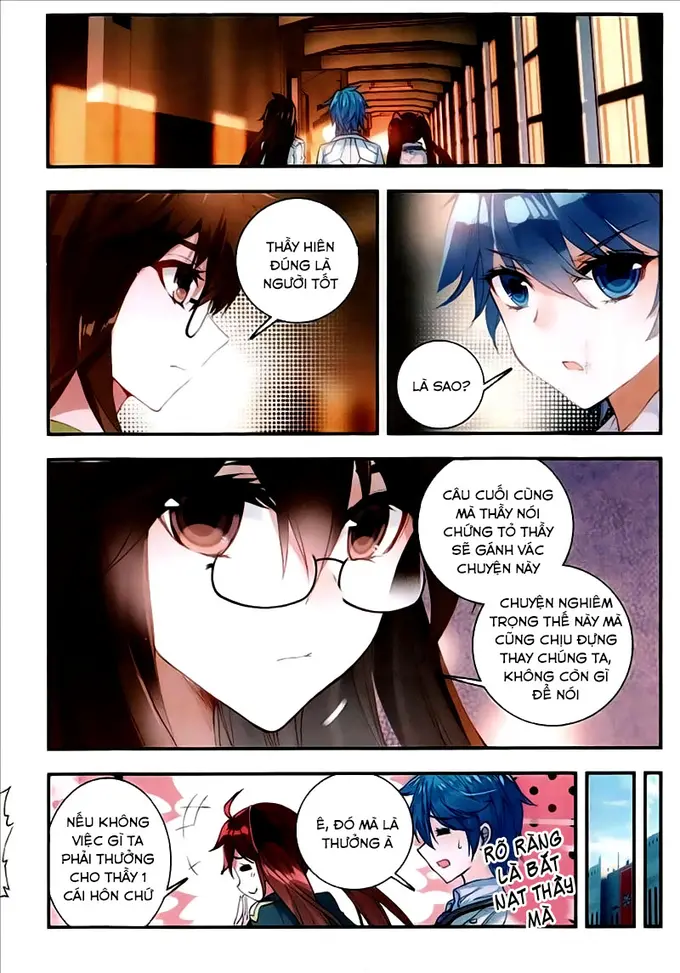 THẦY HIÊN
ĐÚNG LÀ
NGƯỜI TỐT
LÀ SAO?
CÂU CUỐI CÙNG
MÀ THẦY NÓI
CHỨNG TỎ THẦY
SẼ GÁNH VÁC
CHUYỆN NÀY
CHUYỆN NGHIÊM
TRỌNG THẾ NÀY MÀ
CŨNG CHỊU ĐỰNG
THAY CHÚNG TA,
KHÔNG CÒN GÌ
ĐỂ NÓI
NẾU KHÔNG
VIỆC GÌ TA
PHẢI THƯỞNG
CHO THẦY 1
CÁI HÔN CHỨ
Ê, ĐÓ MÀ LÀ
THƯỞNG À
RÕ RÀNG
LÀ BẮT
NẠT THẦY
MÀ